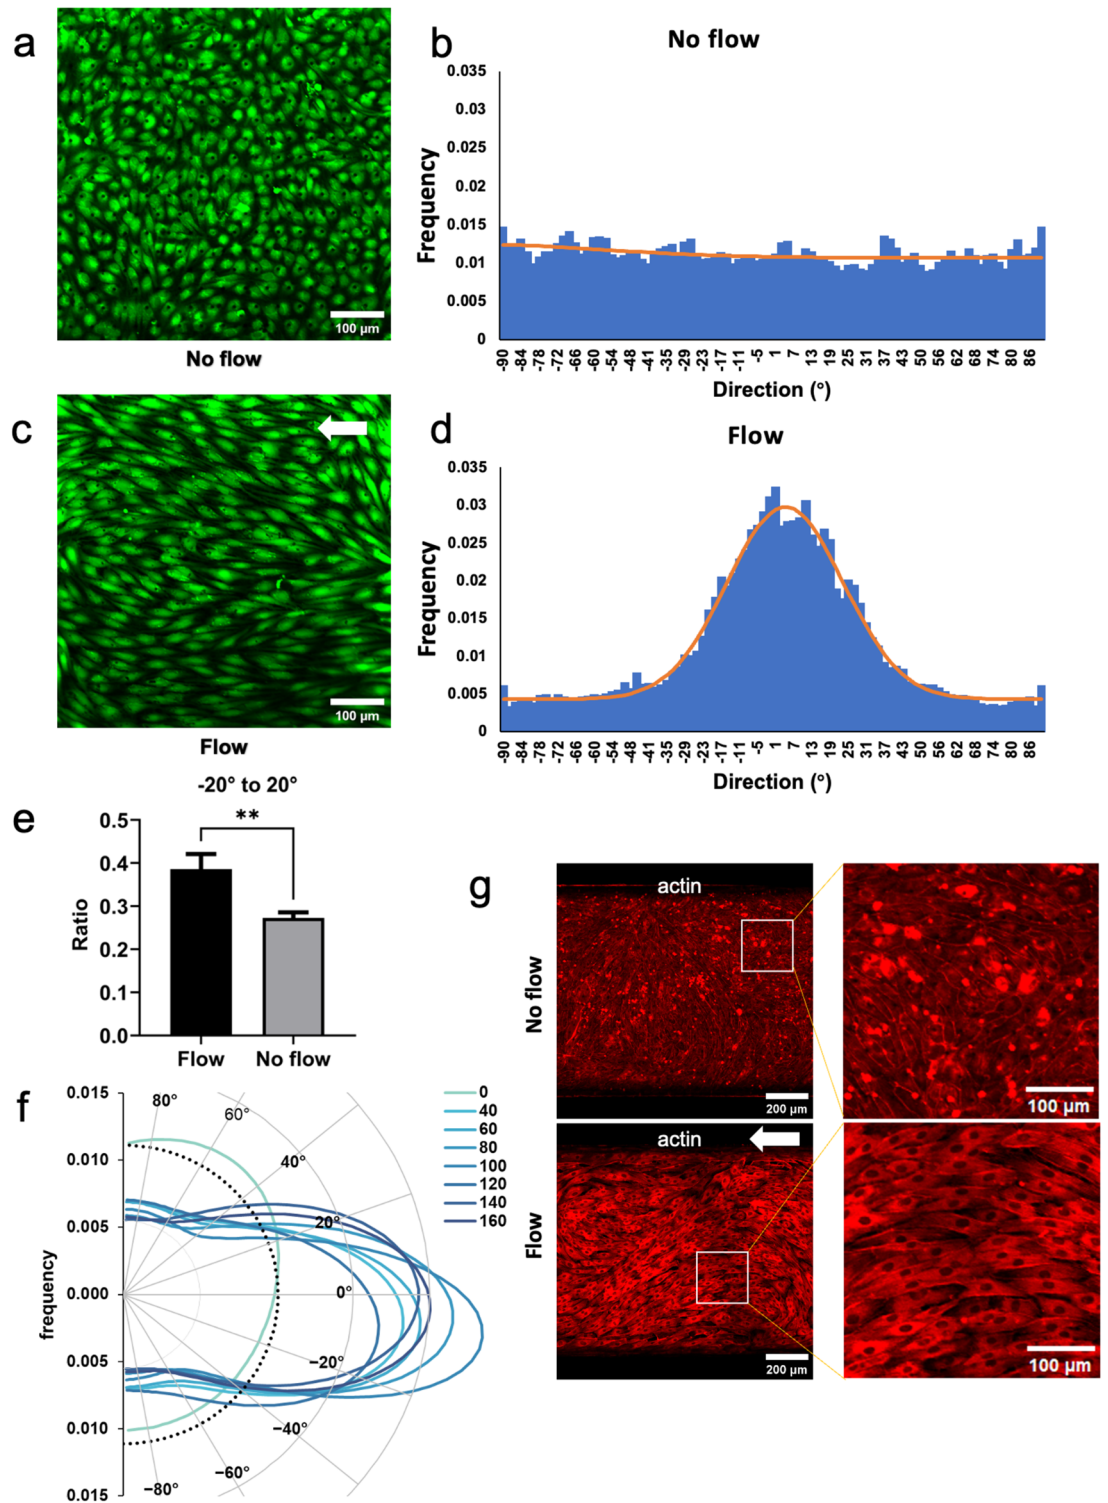 a
100 µm
No flow
b
No flow
Frequency
0.035
0.03
0.025
0.02
0.015
0.01
0.005
0
-90 -84 -78 -72 -66 -60 -54 -48 -41 -35 -29 -23 -17 -11 -5 1 7 13 19 25 31 37 43 50 56 62 68 74 80 86
Direction (°)
c
100 µm
Flow
d
Flow
Frequency
0.035
0.03
0.025
0.02
0.015
0.01
0.005
0
-90 -84 -78 -72 -66 -60 -54 -48 -41 -35 -29 -23 -17 -11 -5 1 7 13 19 25 31 37 43 50 56 62 68 74 80 86
Direction (°)
e
-20° to 20°
**
Ratio
0.5
0.4
0.3
0.2
0.1
0.0
Flow No flow
f
frequency
0.015
0.010
0.005
0.000
0.005
0.010
0.015
80°
60°
40°
20°
0°
−20°
−40°
−60°
−80°
0
40
60
80
100
120
140
160
g
No flow
actin
200 µm
100 µm
Flow
actin
200 µm
100 µm